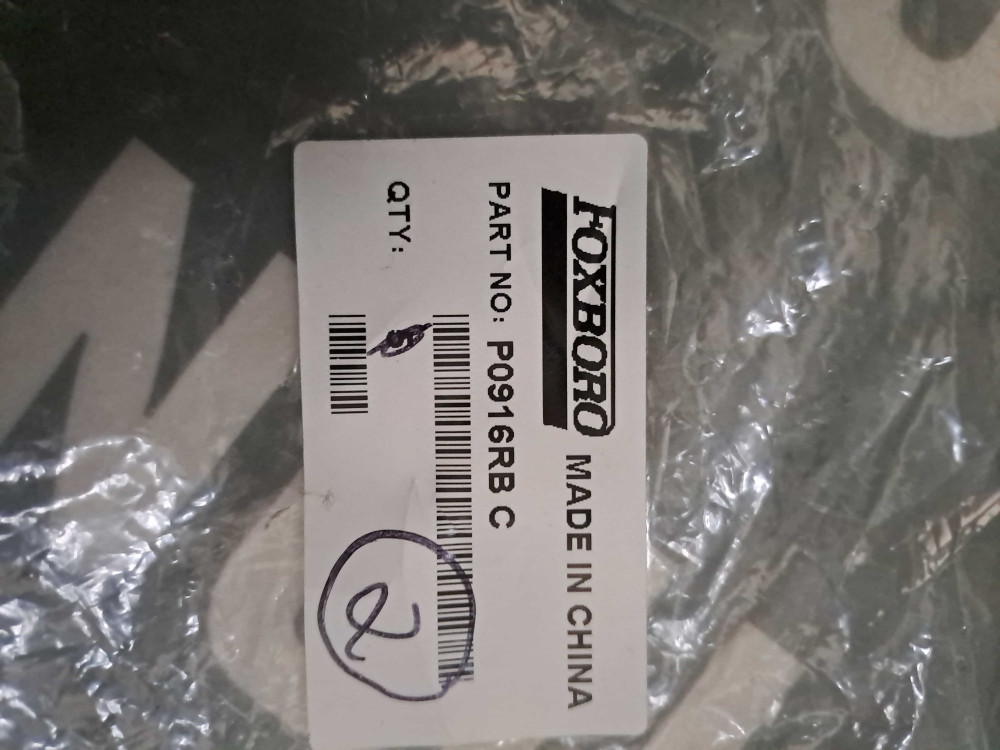 FOXBORO MADE IN CHINA
PART NO: P0916RB C
QTY:
2